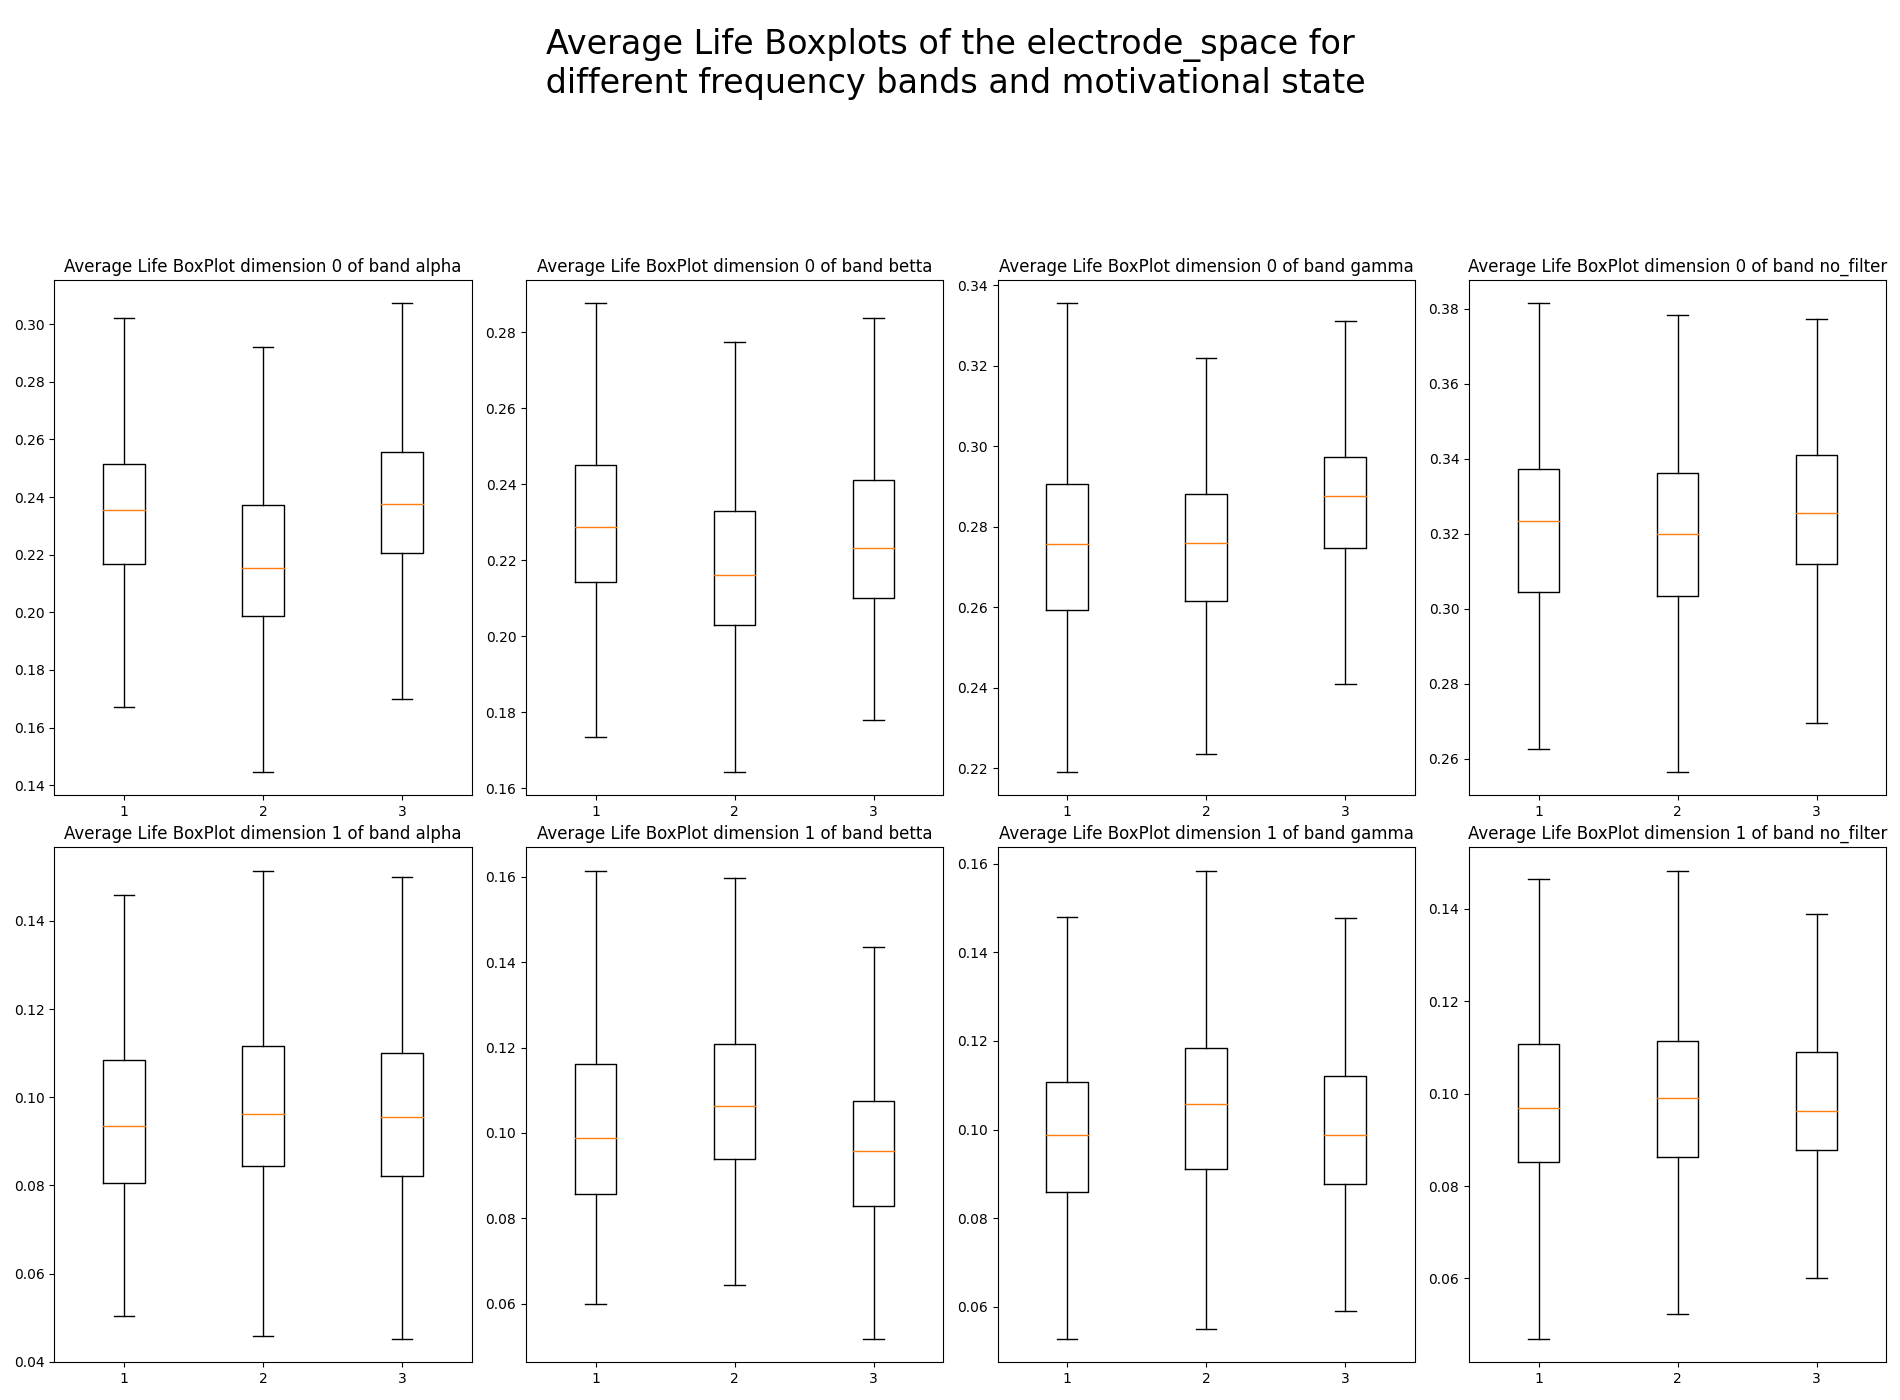 Average Life Boxplots of the electrode_space for
different frequency bands and motivational state
Average Life BoxPlot dimension 0 of band alpha
0.30
0.28
0.26
0.24
0.22
0.20
0.18
0.16
0.14
1 2 3
Average Life BoxPlot dimension 0 of band betta
0.28
0.26
0.24
0.22
0.20
0.18
0.16
1 2 3
Average Life BoxPlot dimension 0 of band gamma
0.34
0.32
0.30
0.28
0.26
0.24
0.22
1 2 3
Average Life BoxPlot dimension 0 of band no_filter
0.38
0.36
0.34
0.32
0.30
0.28
0.26
1 2 3
Average Life BoxPlot dimension 1 of band alpha
0.14
0.12
0.10
0.08
0.06
0.04
1 2 3
Average Life BoxPlot dimension 1 of band betta
0.16
0.14
0.12
0.10
0.08
0.06
1 2 3
Average Life BoxPlot dimension 1 of band gamma
0.16
0.14
0.12
0.10
0.08
0.06
1 2 3
Average Life BoxPlot dimension 1 of band no_filter
0.14
0.12
0.10
0.08
0.06
1 2 3